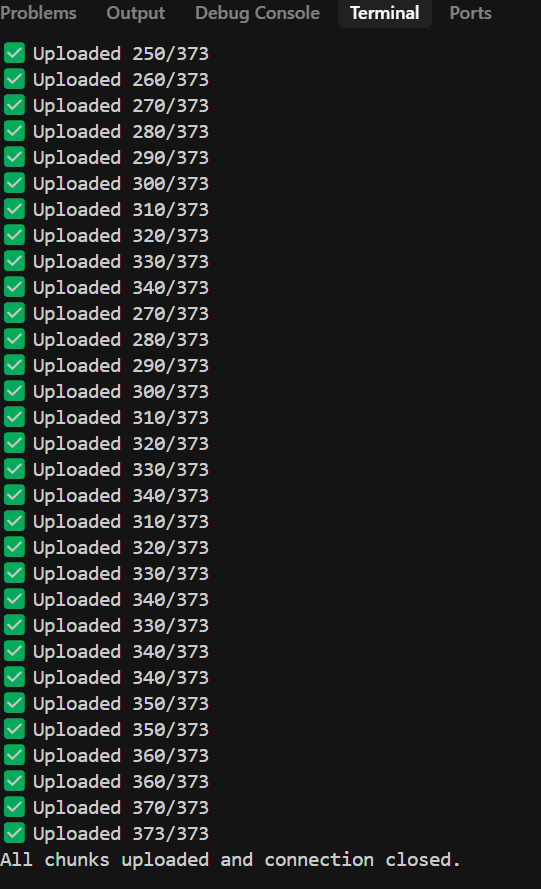 Problems Output Debug Console Terminal Ports
✅ Uploaded 250/373
✅ Uploaded 260/373
✅ Uploaded 270/373
✅ Uploaded 280/373
✅ Uploaded 290/373
✅ Uploaded 300/373
✅ Uploaded 310/373
✅ Uploaded 320/373
✅ Uploaded 330/373
✅ Uploaded 340/373
✅ Uploaded 270/373
✅ Uploaded 280/373
✅ Uploaded 290/373
✅ Uploaded 300/373
✅ Uploaded 310/373
✅ Uploaded 320/373
✅ Uploaded 330/373
✅ Uploaded 340/373
✅ Uploaded 310/373
✅ Uploaded 320/373
✅ Uploaded 330/373
✅ Uploaded 340/373
✅ Uploaded 330/373
✅ Uploaded 340/373
✅ Uploaded 340/373
✅ Uploaded 350/373
✅ Uploaded 350/373
✅ Uploaded 360/373
✅ Uploaded 360/373
✅ Uploaded 370/373
✅ Uploaded 373/373
All chunks uploaded and connection closed.